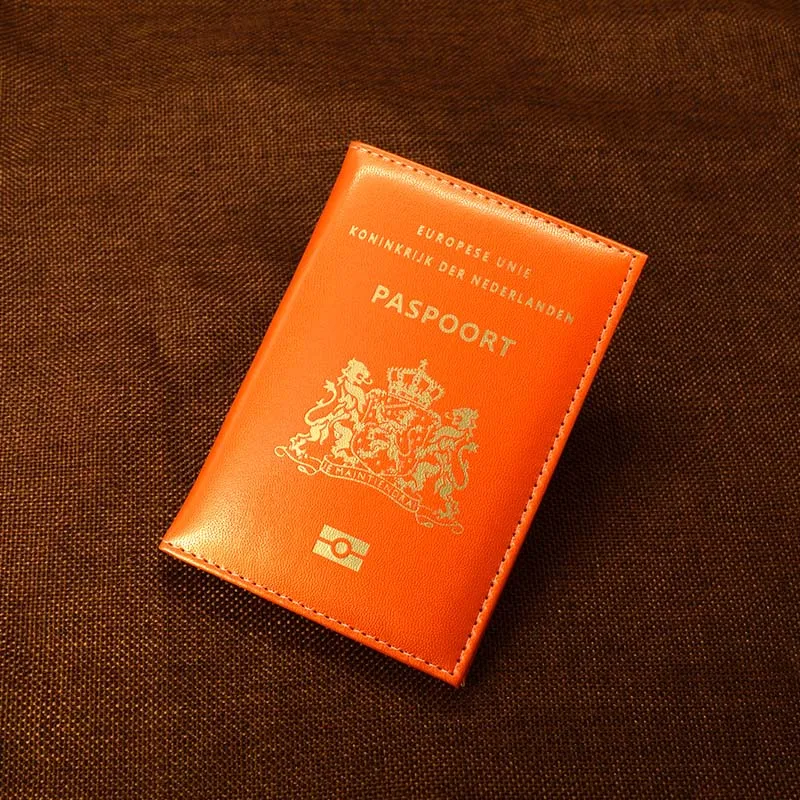 EUROPESE UNIE
KONINKRIJK DER NEDERLANDEN
PASPOORT
JE MAINTIENDRAI